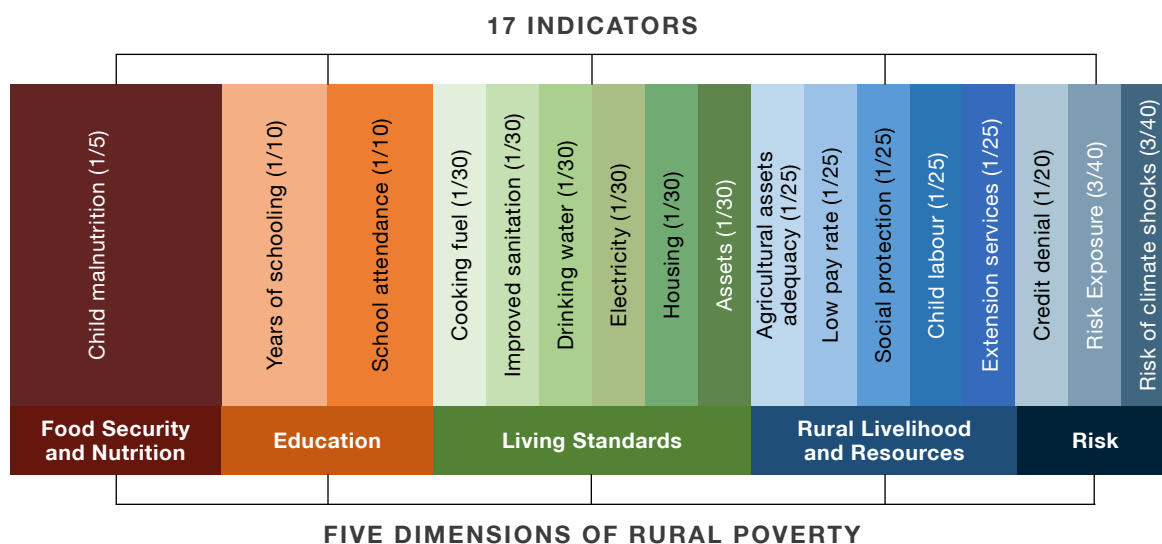 17 INDICATORS
Child malnutrition (1/5)
Years of schooling (1/10)
School attendance (1/10)
Cooking fuel (1/30)
Improved sanitation (1/30)
Drinking water (1/30)
Electricity (1/30)
Housing (1/30)
Assets (1/30)
Agricultural assets
adequacy (1/25)
Low pay rate (1/25)
Social protection (1/25)
Child labour (1/25)
Extension services (1/25)
Credit denial (1/20)
Risk Exposure (3/40)
Risk of climate shocks (3/40)
Food Security
and Nutrition
Education
Living Standards
Rural Livelihood
and Resources
Risk
FIVE DIMENSIONS OF RURAL POVERTY